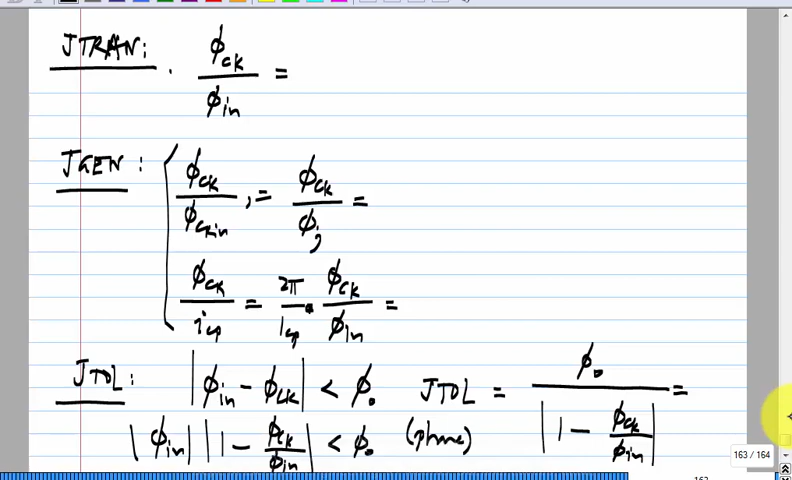 JTRAN: . ϕck/ϕin =
JGEN: { ϕck/ϕckin, = ϕck/ϕj =
ϕck/icp = 2π/Icp · ϕck/ϕin =
JTOL: |ϕin - ϕck| < ϕ0 JTOL = ϕ0/|1 - ϕck/ϕin| =
|ϕin| |1 - ϕck/ϕin| < ϕ0 (phase)
163 / 164